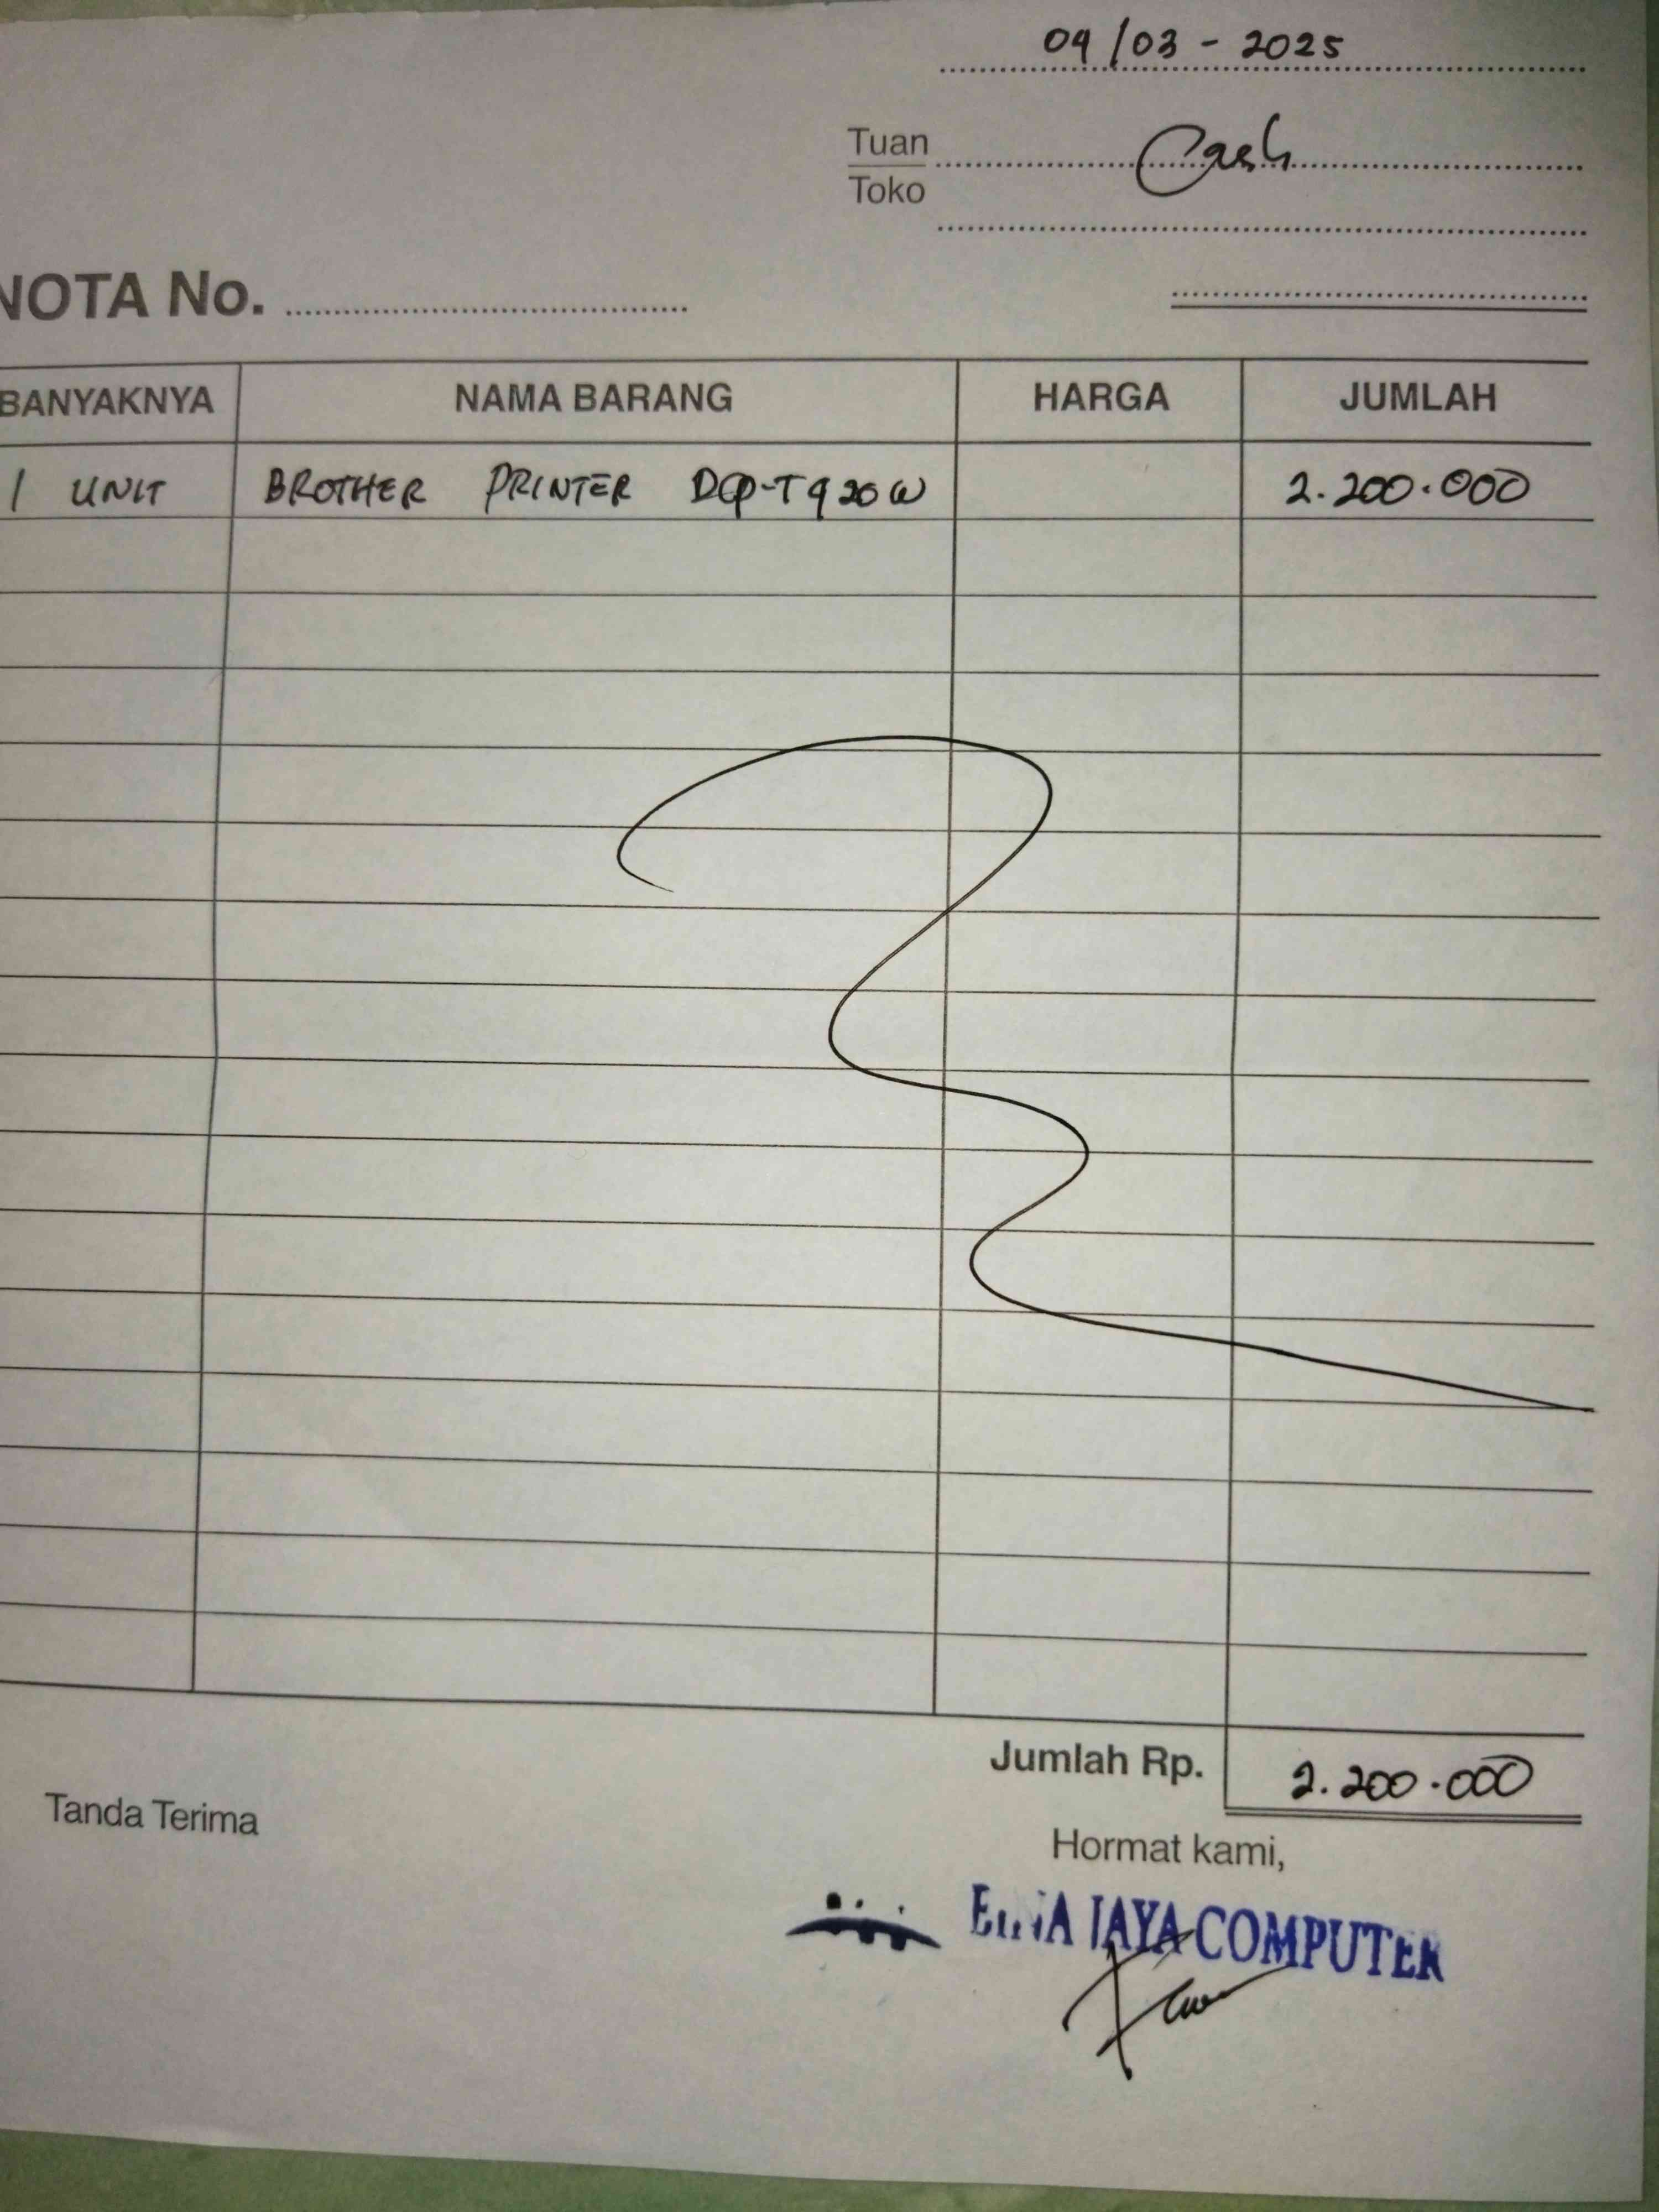 09/03 - 2025
Tuan Cash
Toko
NOTA No.
BANYAKNYA NAMA BARANG HARGA JUMLAH
1 UNIT BROTHER PRINTER DCP-T920W 2.200.000
Jumlah Rp. 2.200.000
Tanda Terima
Hormat kami,
JAYA COMPUTER